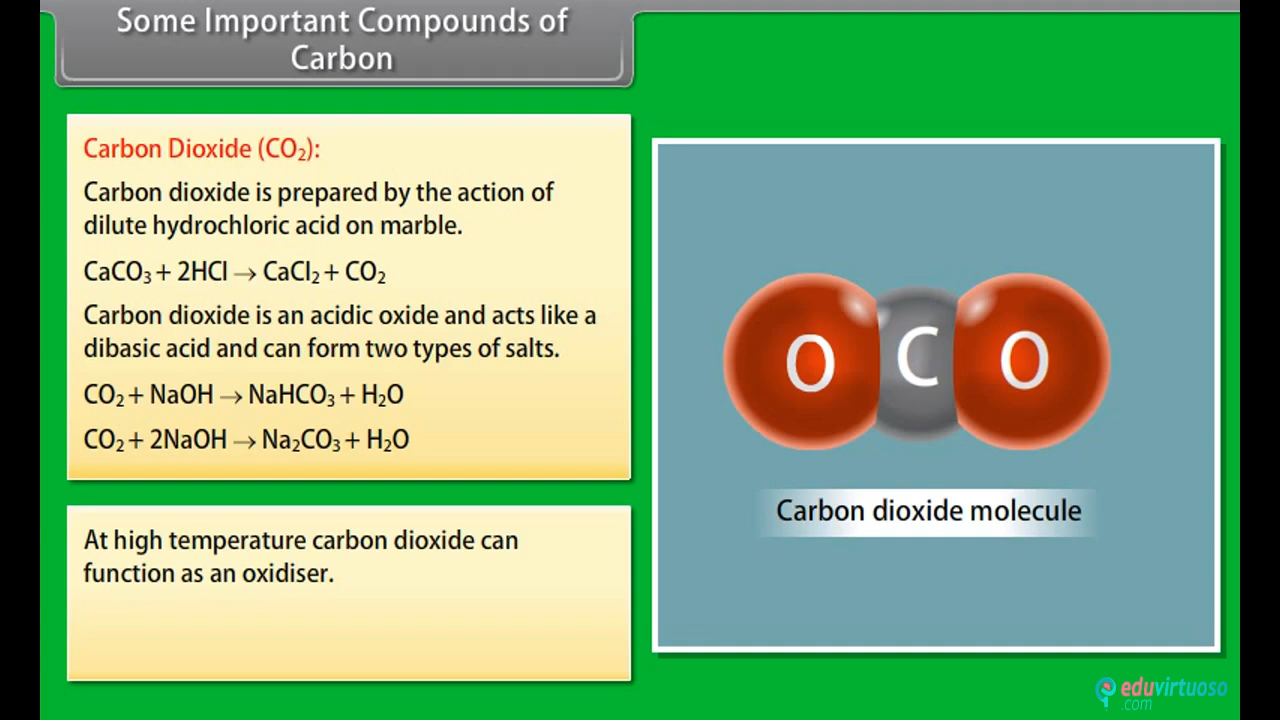 Some Important Compounds of
Carbon
Carbon Dioxide (CO₂):
Carbon dioxide is prepared by the action of
dilute hydrochloric acid on marble.
CaCO₃ + 2HCl → CaCl₂ + CO₂
Carbon dioxide is an acidic oxide and acts like a
dibasic acid and can form two types of salts.
CO₂ + NaOH → NaHCO₃ + H₂O
CO₂ + 2NaOH → Na₂CO₃ + H₂O
At high temperature carbon dioxide can
function as an oxidiser.
O C O
Carbon dioxide molecule
eduvirtuoso
.com